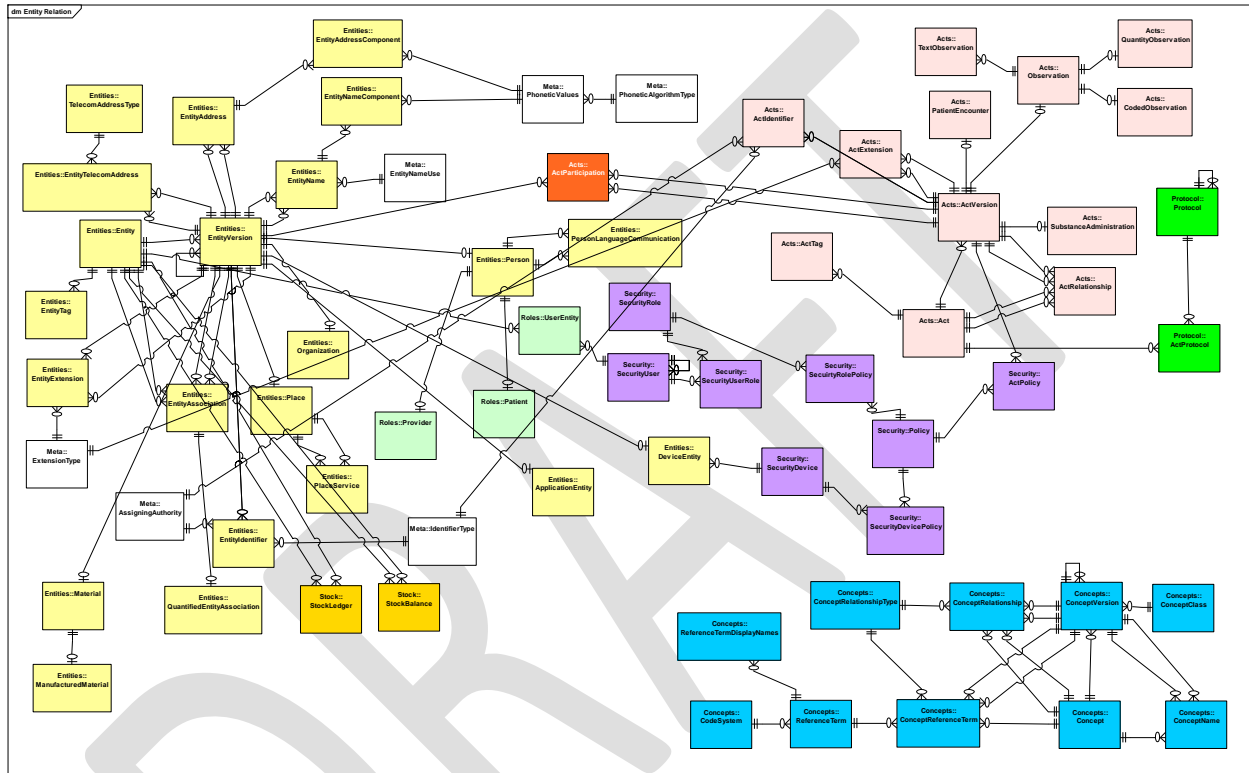 dm Entity Relation
Entities::
EntityAddressComponent
Acts::
TextObservation
Acts::
Observation
Acts::
QuantityObservation
Entities::
TelecomAddressType
Entities::
EntityAddress
Entities::
EntityNameComponent
Meta::
PhoneticValues
Meta::
PhoneticAlgorithmType
Acts::
ActIdentifier
Acts::
PatientEncounter
Acts::
CodedObservation
Entities::EntityTelecomAddress
Entities::
EntityName
Meta::
EntityNameUse
Acts::
ActParticipation
Acts::
ActExtension
Entities::Entity
Entities::
EntityVersion
Entities::Person
Entities::
PersonLanguageCommunication
Acts::ActTag
Acts::ActVersion
Acts::
SubstanceAdministration
Protocol::
Protocol
Entities::
EntityTag
Entities::
Organization
Roles::UserEntity
Security::
SecurityRole
Acts::Act
Acts::
ActRelationship
Protocol::
ActProtocol
Entities::
EntityExtension
Entities::
EntityAssociation
Entities::Place
Security::
SecurityUser
Security::
SecurityUserRole
Security::
SecuirtyRolePolicy
Security::
ActPolicy
Meta::
ExtensionType
Roles::Provider
Roles::Patient
Entities::
DeviceEntity
Security::
SecurityDevice
Security::Policy
Entities::
PlaceService
Entities::
ApplicationEntity
Meta::
AssigningAuthority
Entities::
EntityIdentifier
Meta::IdentifierType
Security::
SecurityDevicePolicy
Entities::Material
Entities::
QuantifiedEntityAssociation
Stock::
StockLedger
Stock::
StockBalance
Concepts::
ConceptRelationshipType
Concepts::
ConceptRelationship
Concepts::
ConceptVersion
Concepts::
ConceptClass
Entities::
ManufacturedMaterial
Concepts::
ReferenceTermDisplayNames
Concepts::
CodeSystem
Concepts::
ReferenceTerm
Concepts::
ConceptReferenceTerm
Concepts::
Concept
Concepts::
ConceptName
DRAFT